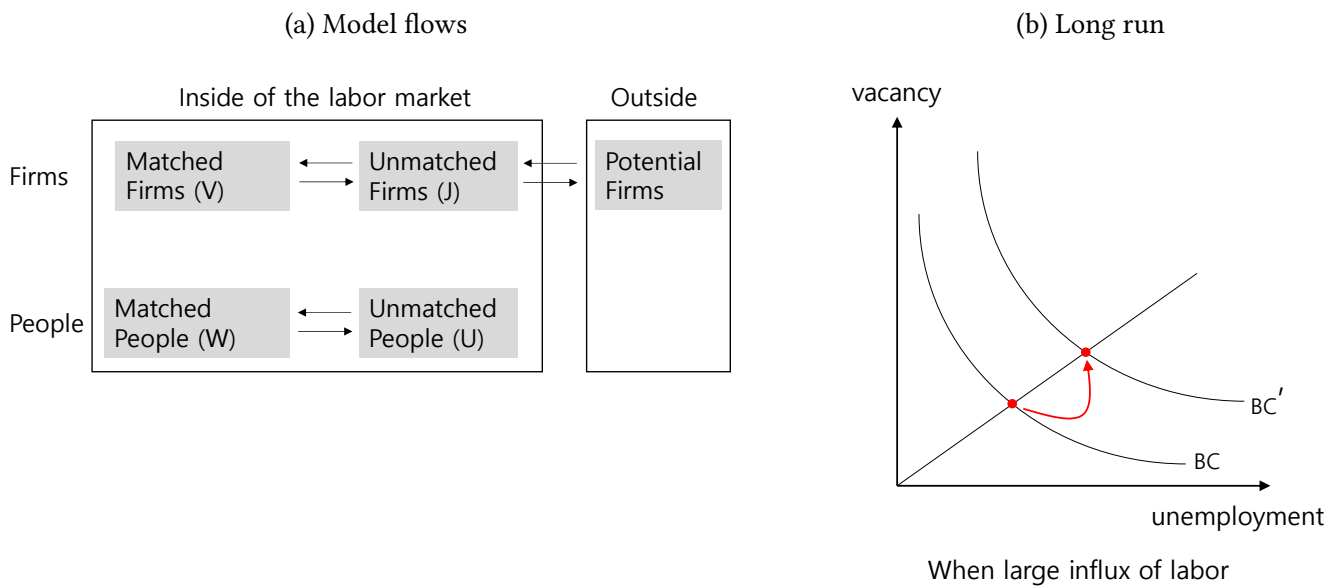 (a) Model flows
Inside of the labor market
Outside
Firms
Matched
Firms (V)
Unmatched
Firms (J)
Potential
Firms
People
Matched
People (W)
Unmatched
People (U)
(b) Long run
vacancy
BC′
BC
unemployment
When large influx of labor